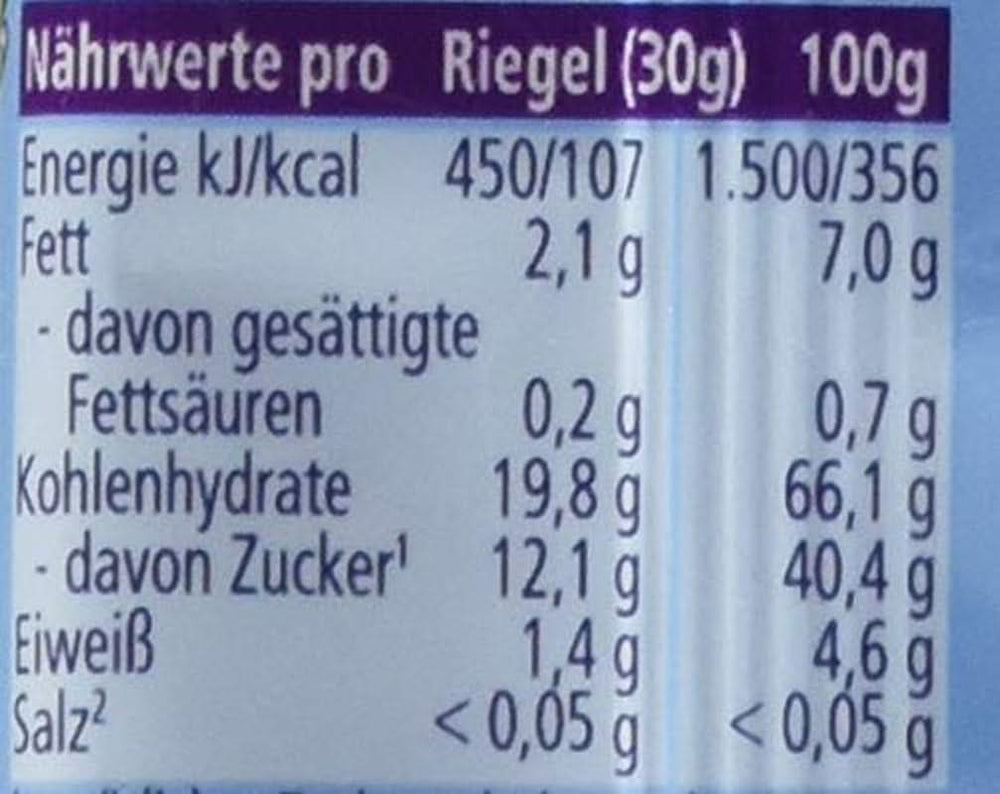 Nährwerte pro Riegel (30g) 100g
Energie kJ/kcal 450/107 1.500/356
Fett 2,1 g 7,0 g
- davon gesättigte
Fettsäuren 0,2 g 0,7 g
Kohlenhydrate 19,8 g 66,1 g
- davon Zucker¹ 12,1 g 40,4 g
Eiweiß 1,4 g 4,6 g
Salz² < 0,05 g < 0,05 g